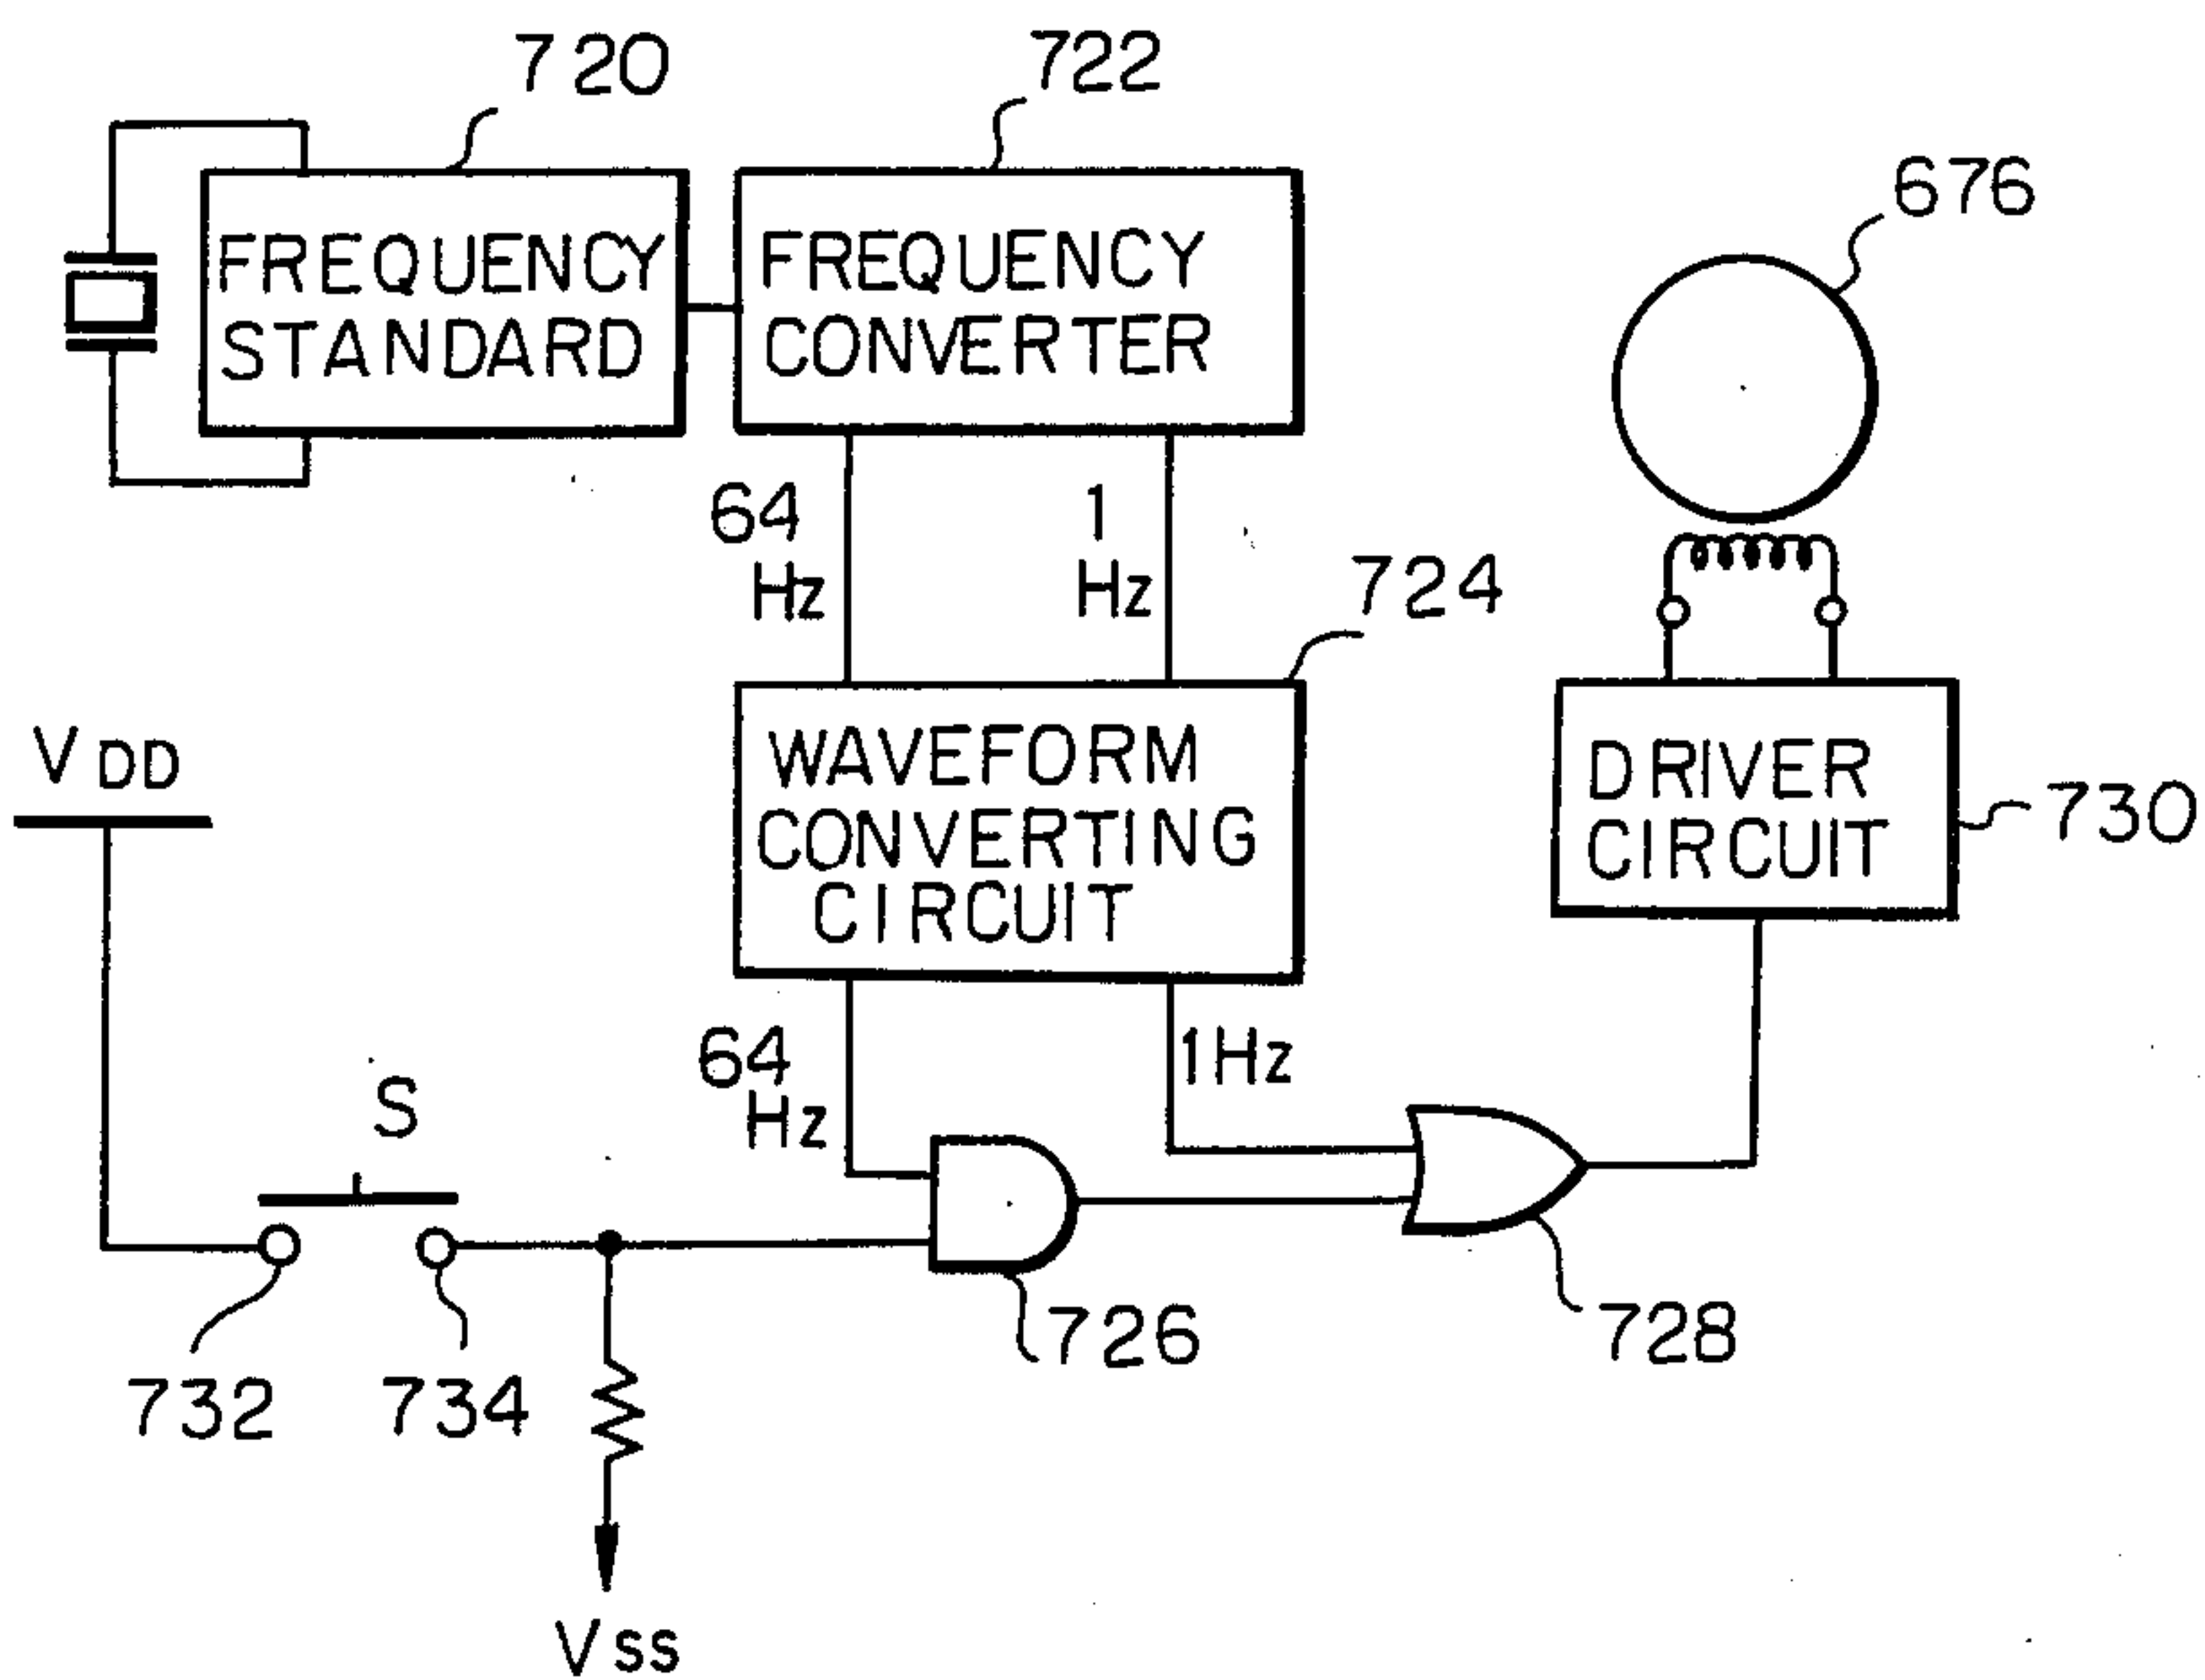 720
722
676
FREQUENCY
STANDARD
FREQUENCY
CONVERTER
64
Hz
1
Hz
724
VDD
WAVEFORM
CONVERTING
CIRCUIT
DRIVER
CIRCUIT
730
64
Hz
1Hz
S
732
734
726
728
VSS